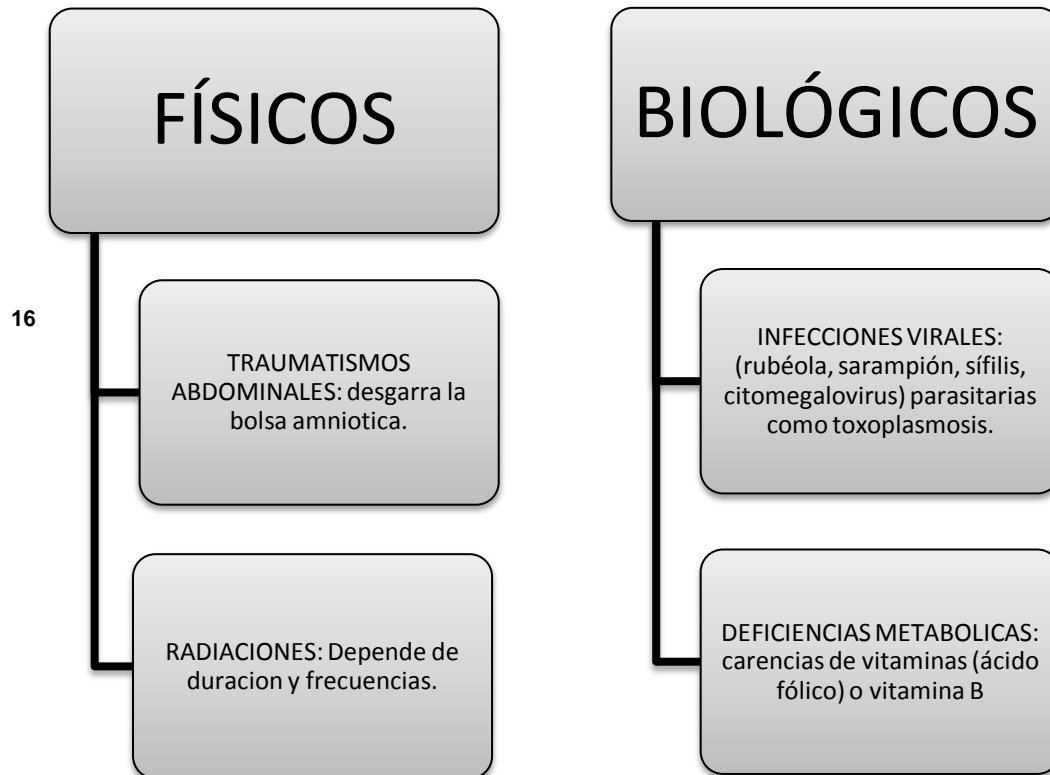 FÍSICOS
16
TRAUMATISMOS
ABDOMINALES: desgarra la
bolsa amniotica.
RADIACIONES: Depende de
duracion y frecuencias.
BIOLÓGICOS
INFECCIONES VIRALES:
(rubéola, sarampión, sífilis,
citomegalovirus) parasitarias
como toxoplasmosis.
DEFICIENCIAS METABOLICAS:
carencias de vitaminas (ácido
fólico) o vitamina B